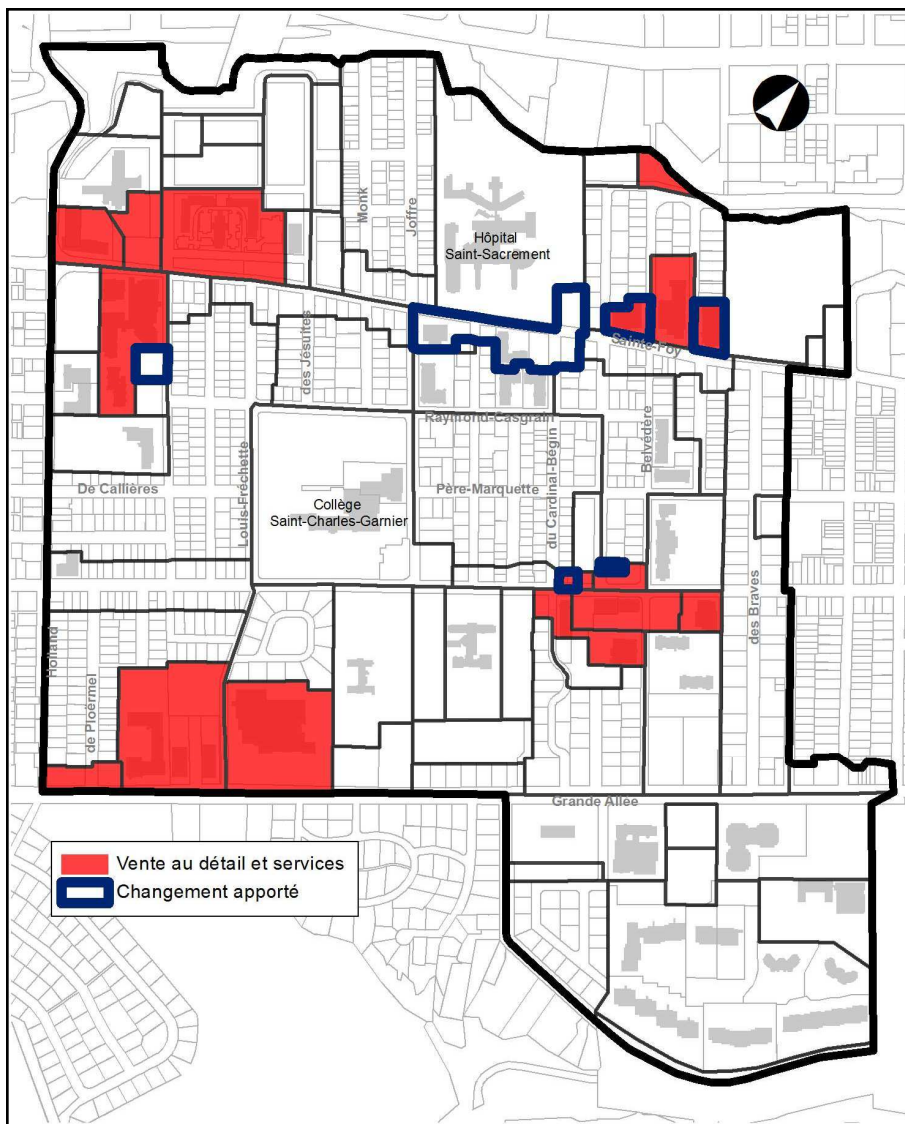 Monk
Joffre
Hôpital
Saint-Sacrement
des Jésuites
Sainte-Foy
Raymond-Casgrain
Belvédère
De Callières
Louis-Fréchette
Père-Marquette
du Cardinal-Bégin
Collège
Saint-Charles-Garnier
des Braves
Holland
de Ploërmel
Grande Allée
Vente au détail et services
Changement apporté